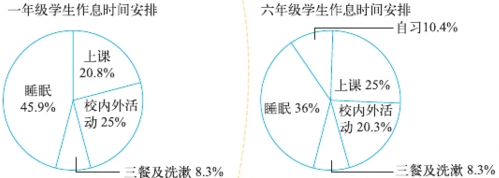 一年级学生作息时间安排
上课
20.8%
睡眠
45.9%
校内外活
动 25%
三餐及洗漱 8.3%
六年级学生作息时间安排
自习10.4%
上课 25%
睡眠 36%
校内外活
动 20.3%
三餐及洗漱 8.3%